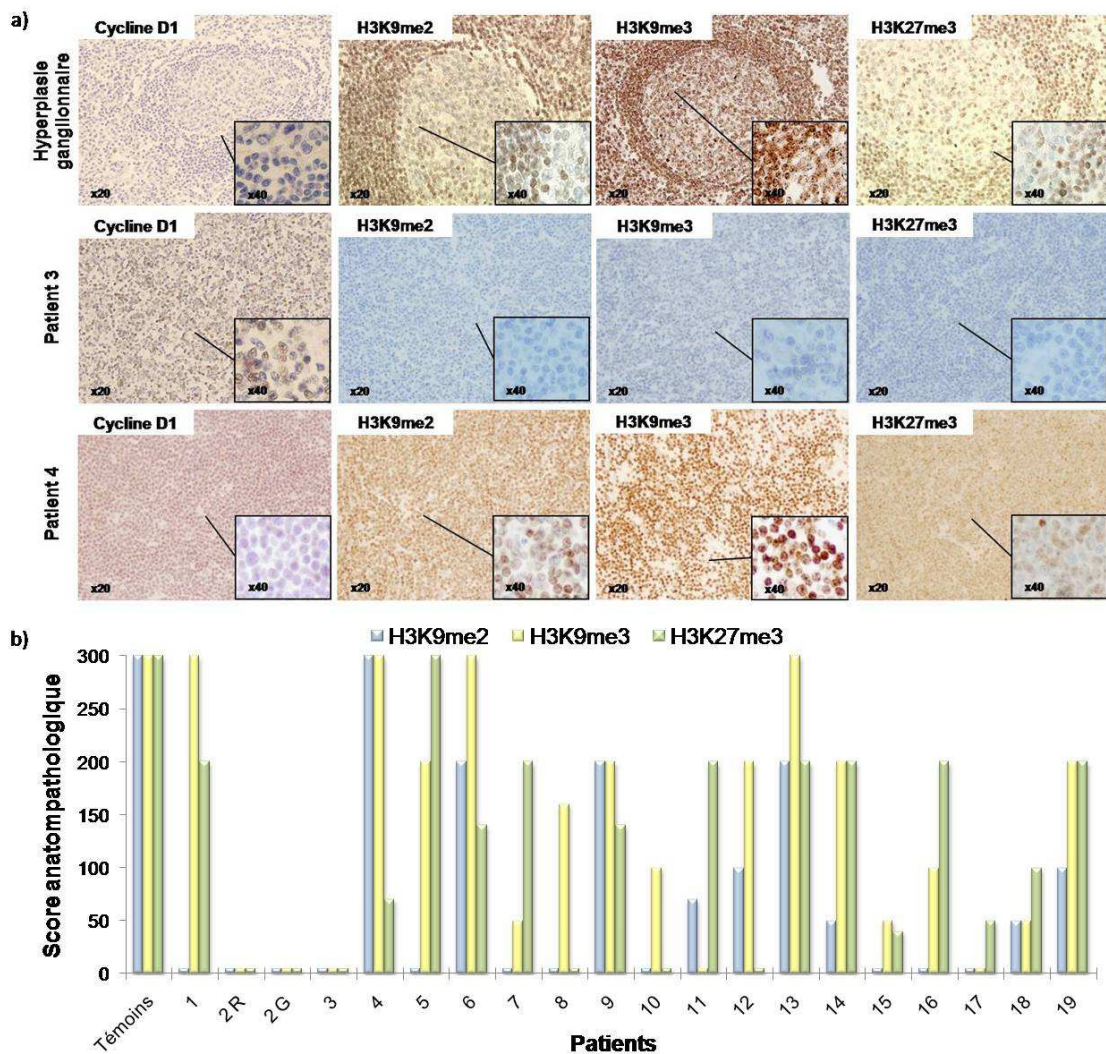 a)
Cycline D1 H3K9me2 H3K9me3 H3K27me3
Hyperplasie
ganglionnaire
x20 x40 x20 x40 x20 x40 x20 x40
Cycline D1 H3K9me2 H3K9me3 H3K27me3
Patient 3
x20 x40 x20 x40 x20 x40 x20 x40
Cycline D1 H3K9me2 H3K9me3 H3K27me3
Patient 4
x20 x40 x20 x40 x20 x40 x20 x40
b)
H3K9me2 H3K9me3 H3K27me3
Score anatompathologique
300
250
200
150
100
50
0
Témoins 1 2R 2G 3 4 5 6 7 8 9 10 11 12 13 14 15 16 17 18 19
Patients